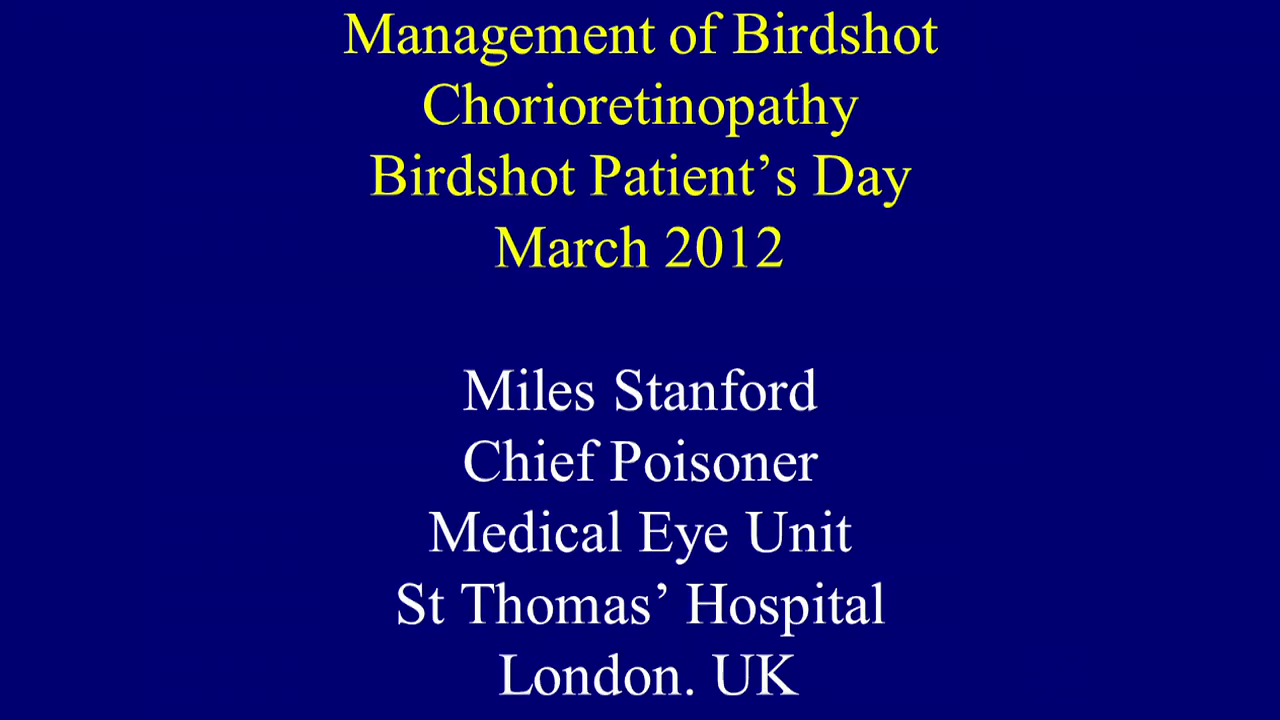 Management of Birdshot
Chorioretinopathy
Birdshot Patient’s Day
March 2012
Miles Stanford
Chief Poisoner
Medical Eye Unit
St Thomas’ Hospital
London. UK